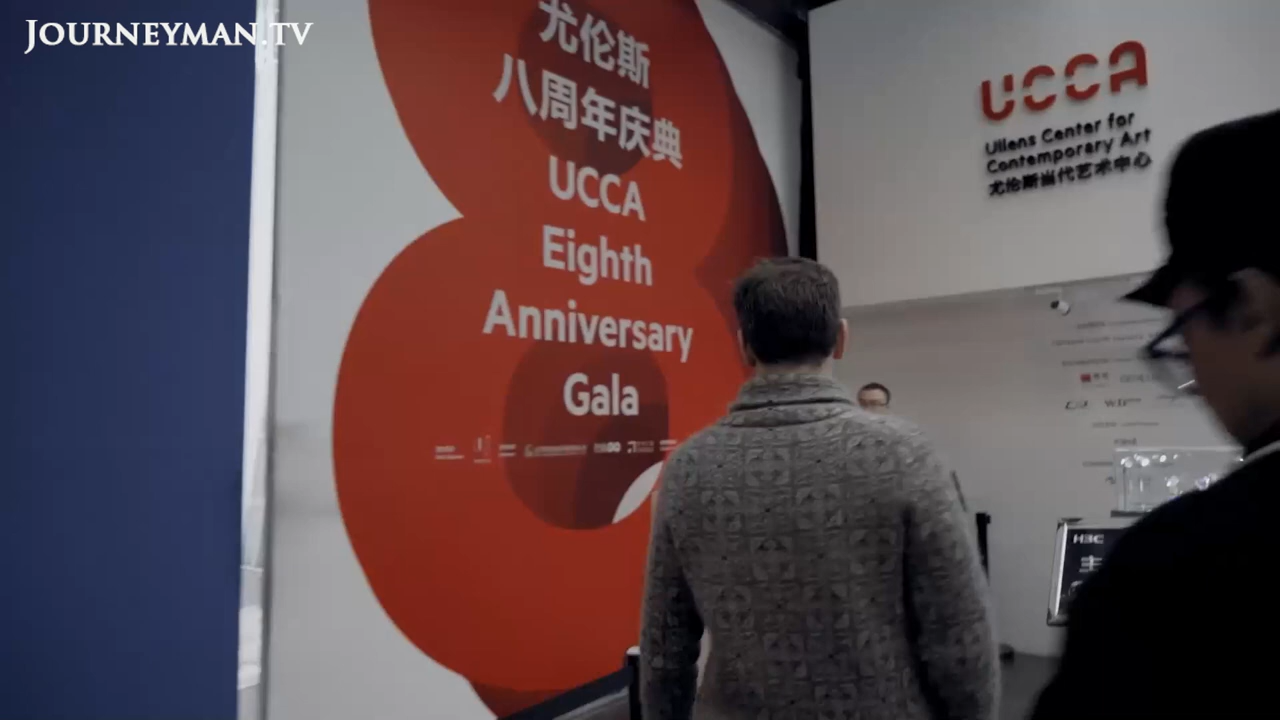 JOURNEYMAN.TV
尤伦斯
八周年庆典
UCCA
Eighth
Anniversary
Gala
UCCA
Ullens Center for
Contemporary Art
尤伦斯当代艺术中心
H3C